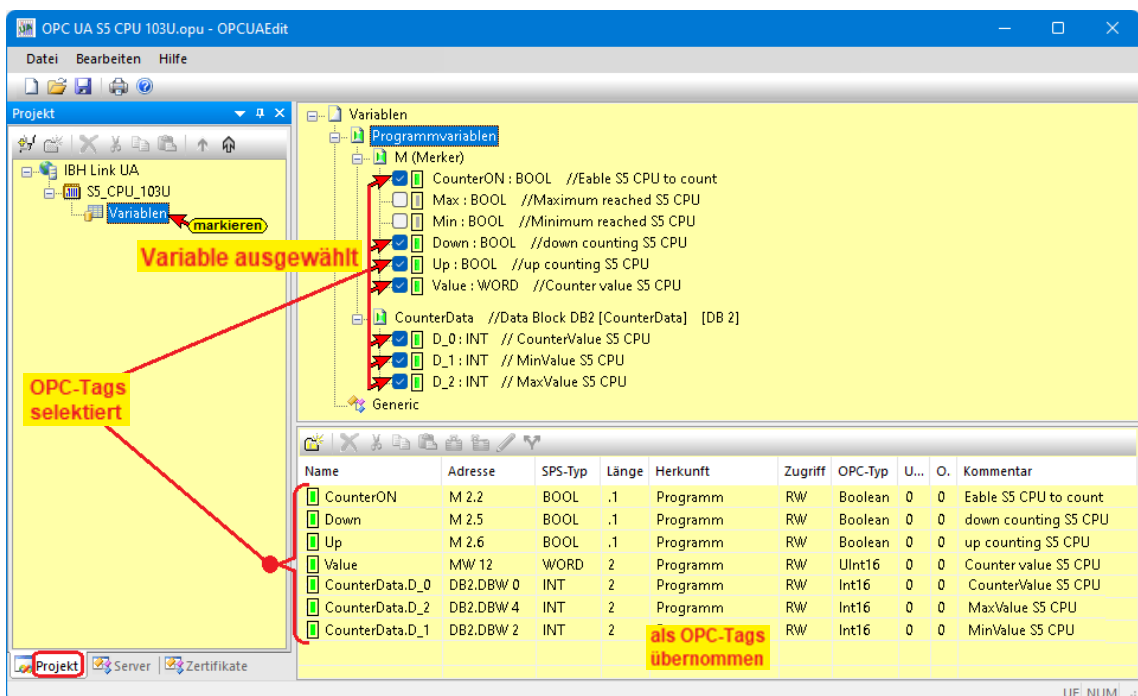 OPC UA S5 CPU 103U.opu - OPCUAEdit
Datei Bearbeiten Hilfe
Projekt
IBH Link UA
S5_CPU_103U
Variablen
markieren
Variable ausgewählt
OPC-Tags
selektiert
Projekt Server Zertifikate
Variablen
Programmvariablen
M (Merker)
CounterON : BOOL //Eable S5 CPU to count
Max : BOOL //Maximum reached S5 CPU
Min : BOOL //Minimum reached S5 CPU
Down : BOOL //down counting S5 CPU
Up : BOOL //up counting S5 CPU
Value : WORD //Counter value S5 CPU
CounterData //Data Block DB2 [CounterData] [DB 2]
D_0 : INT // CounterValue S5 CPU
D_1 : INT // MinValue S5 CPU
D_2 : INT // MaxValue S5 CPU
Generic
Name Adresse SPS-Typ Länge Herkunft Zugriff OPC-Typ U... O. Kommentar
CounterON M 2.2 BOOL .1 Programm RW Boolean 0 0 Eable S5 CPU to count
Down M 2.5 BOOL .1 Programm RW Boolean 0 0 down counting S5 CPU
Up M 2.6 BOOL .1 Programm RW Boolean 0 0 up counting S5 CPU
Value MW 12 WORD 2 Programm RW UInt16 0 0 Counter value S5 CPU
CounterData.D_0 DB2.DBW 0 INT 2 Programm RW Int16 0 0 CounterValue S5 CPU
CounterData.D_2 DB2.DBW 4 INT 2 Programm RW Int16 0 0 MaxValue S5 CPU
CounterData.D_1 DB2.DBW 2 INT 2 RW Int16 0 0 MinValue S5 CPU
als OPC-Tags
übernommen
UF NUM